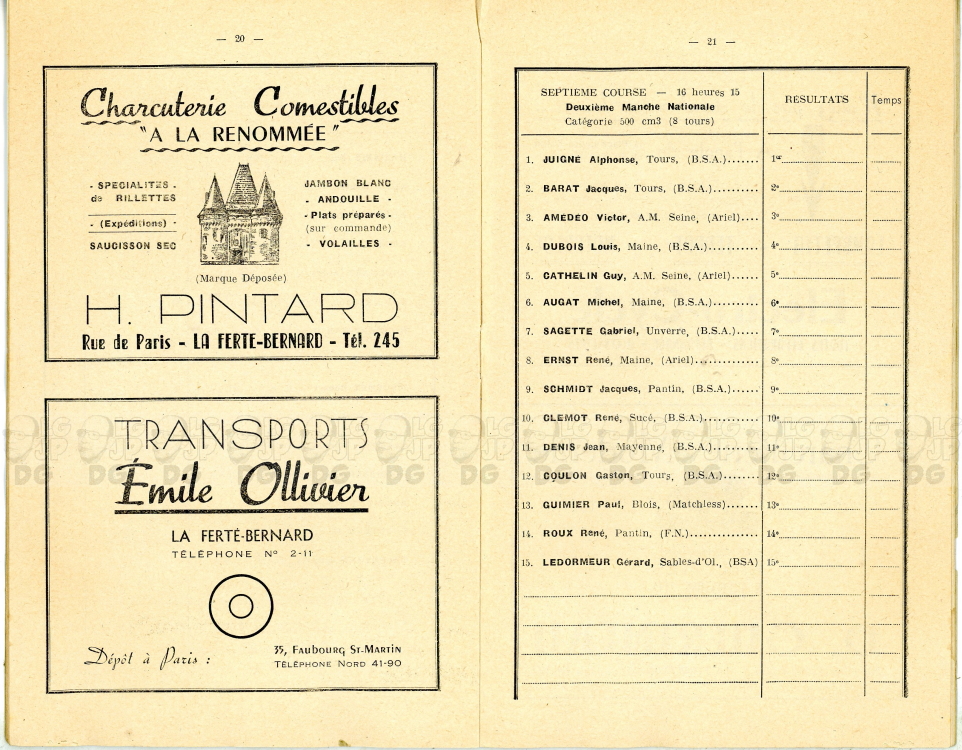 — 20 —
Charcuterie Comestibles
"A LA RENOMMÉE"
- SPECIALITES -
de RILLETTES
- (Expéditions) -
SAUCISSON SEC
JAMBON BLANC
- ANDOUILLE -
- Plats préparés -
(sur commande)
- VOLAILLES -
(Marque Déposée)
H. PINTARD
Rue de Paris - LA FERTE-BERNARD - Tél. 245
TRANSPORTS
Émile Ollivier
LA FERTÉ-BERNARD
TÉLÉPHONE Nº 2-11
Dépôt à Paris :
35, FAUBOURG ST-MARTIN
TÉLÉPHONE NORD 41-90
— 21 —
SEPTIEME COURSE — 16 heures 15
Deuxième Manche Nationale
Catégorie 500 cm3 (8 tours)
RÉSULTATS
Temps
1. JUIGNÉ Alphonse, Tours, (B.S.A.)....... 1er
2. BARAT Jacques, Tours, (B.S.A.).......... 2e
3. AMEDEO Victor, A.M. Seine, (Ariel).... 3e
4. DUBOIS Louis, Maine, (B.S.A.)........... 4e
5. CATHELIN Guy, A.M. Seine, (Ariel)...... 5e
6. AUGAT Michel, Maine, (B.S.A.).......... 6e
7. SAGETTE Gabriel, Unverre, (B.S.A.)..... 7e
8. ERNST René, Maine, (Ariel).............. 8e
9. SCHMIDT Jacques, Pantin, (B.S.A.)...... 9e
10. CLEMOT René, Sucé, (B.S.A.)........... 10e
11. DENIS Jean, Mayenne, (B.S.A.)......... 11e
12. COULON Gaston, Tours, (B.S.A.)....... 12e
13. GUIMIER Paul, Blois, (Matchless)....... 13e
14. ROUX René, Pantin, (F.N.)............... 14e
15. LEDORMEUR Gérard, Sables-d'Ol., (BSA) 15e